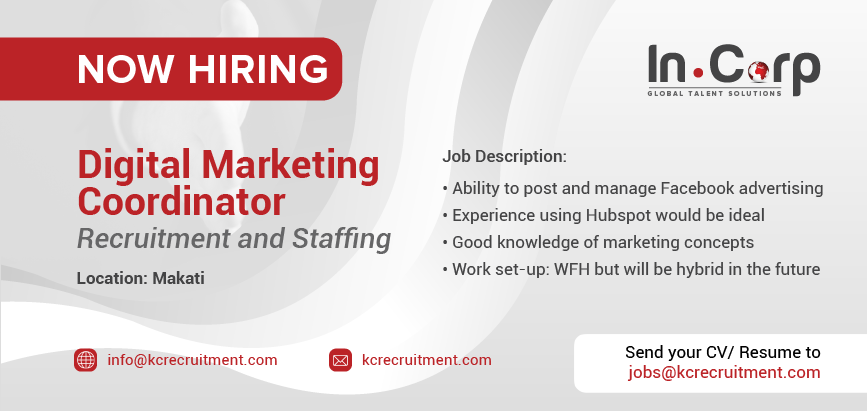 NOW HIRING
In.Corp
GLOBAL TALENT SOLUTIONS
Digital Marketing
Coordinator
Recruitment and Staffing
Location: Makati
Job Description:
• Ability to post and manage Facebook advertising
• Experience using Hubspot would be ideal
• Good knowledge of marketing concepts
• Work set-up: WFH but will be hybrid in the future
info@kcrecruitment.com
kcrecruitment.com
Send your CV/ Resume to
jobs@kcrecruitment.com